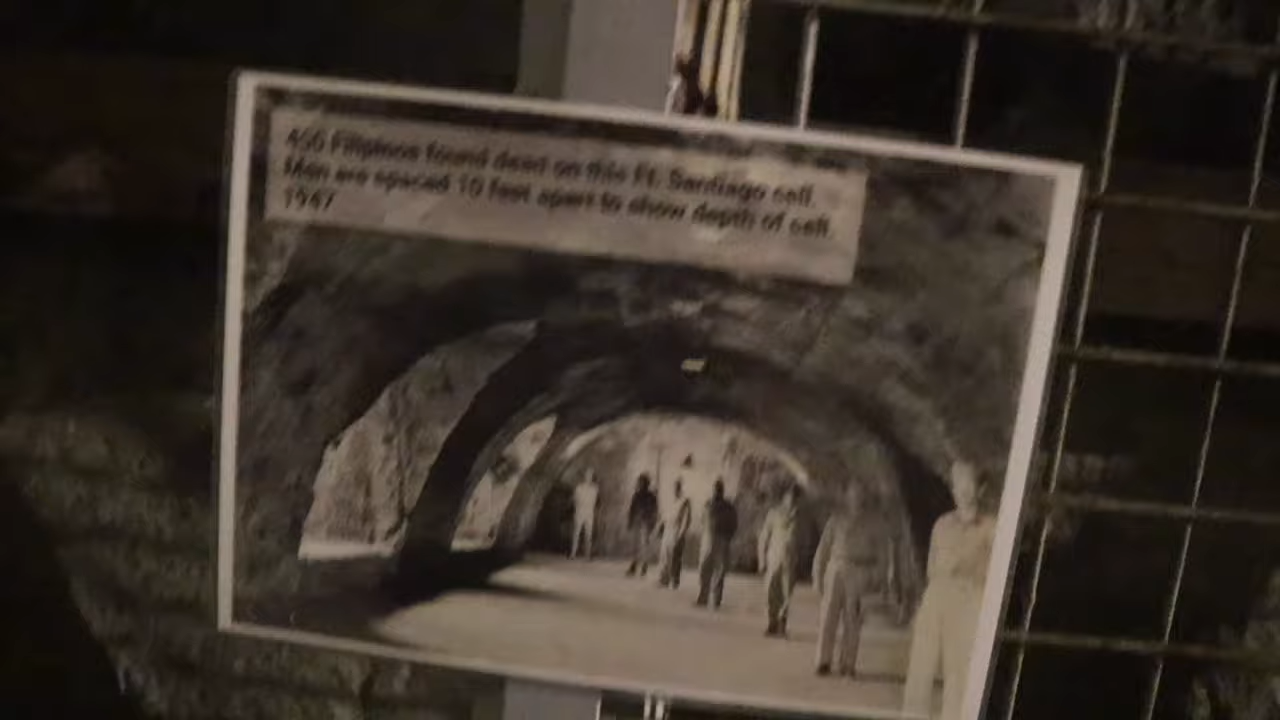 450 Filipinos found dead on this Ft. Santiago cell.
Men are spaced 10 feet apart to show depth of cell.
1947